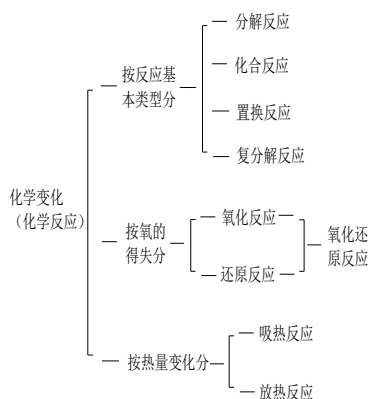 分解反应
化合反应
按反应基
本类型分
置换反应
复分解反应
化学变化
（化学反应）
按氧的
得失分
氧化反应
还原反应
氧化还
原反应
按热量变化分
吸热反应
放热反应